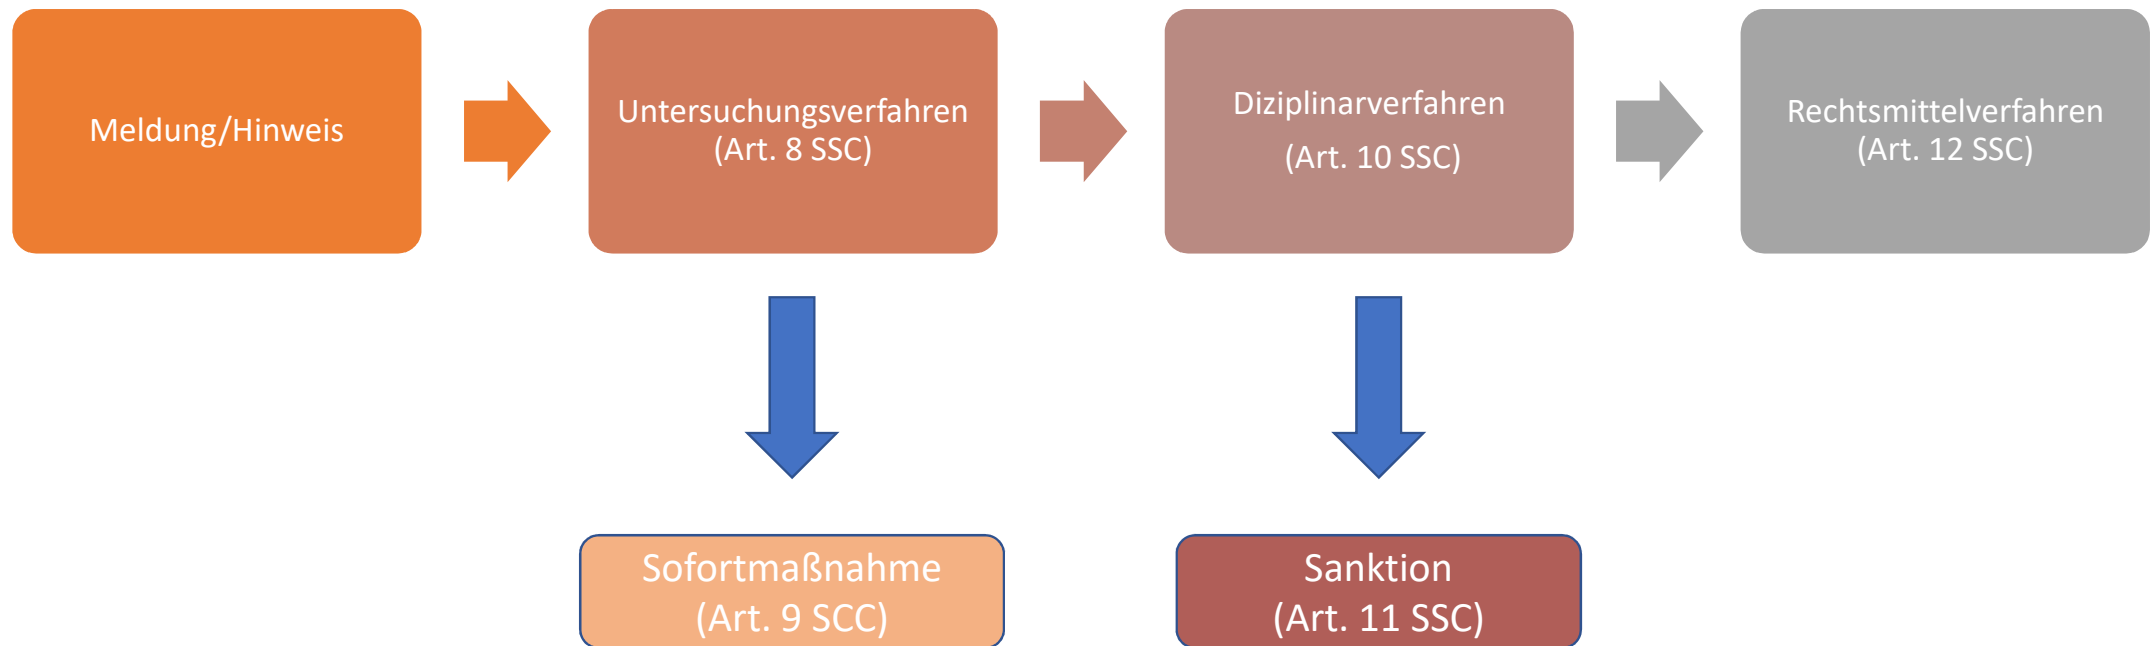 Meldung/Hinweis
Untersuchungsverfahren
(Art. 8 SSC)
Diziplinarverfahren
(Art. 10 SSC)
Rechtsmittelverfahren
(Art. 12 SSC)
Sofortmaßnahme
(Art. 9 SCC)
Sanktion
(Art. 11 SSC)